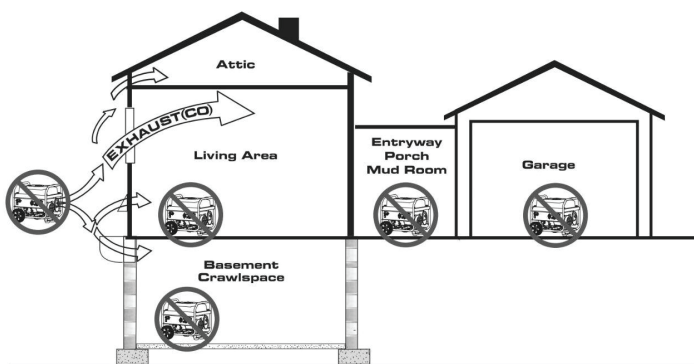 Attic
EXHAUST(CO)
Living Area
Entryway
Porch
Mud Room
Garage
Basement
Crawlspace